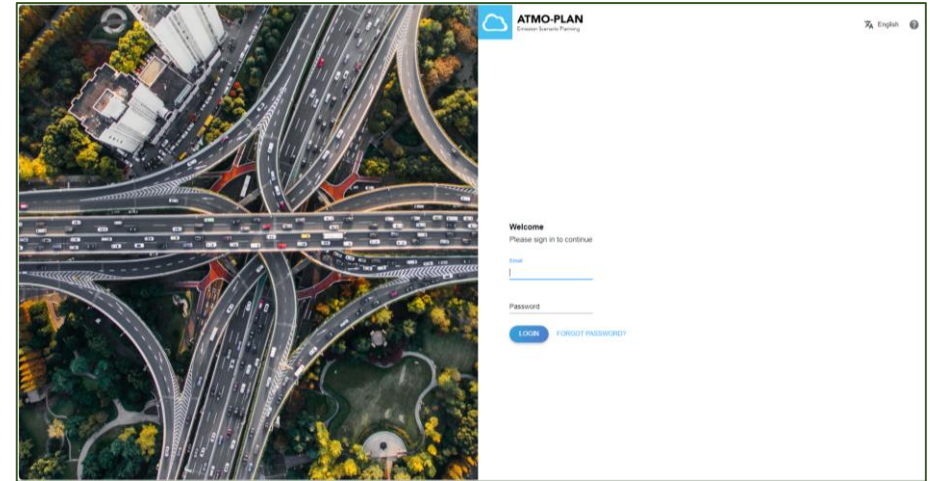 ATMO-PLAN
Emission Scenario Planning
English
Welcome
Please sign in to continue
Email
Password
LOGIN
FORGOT PASSWORD?